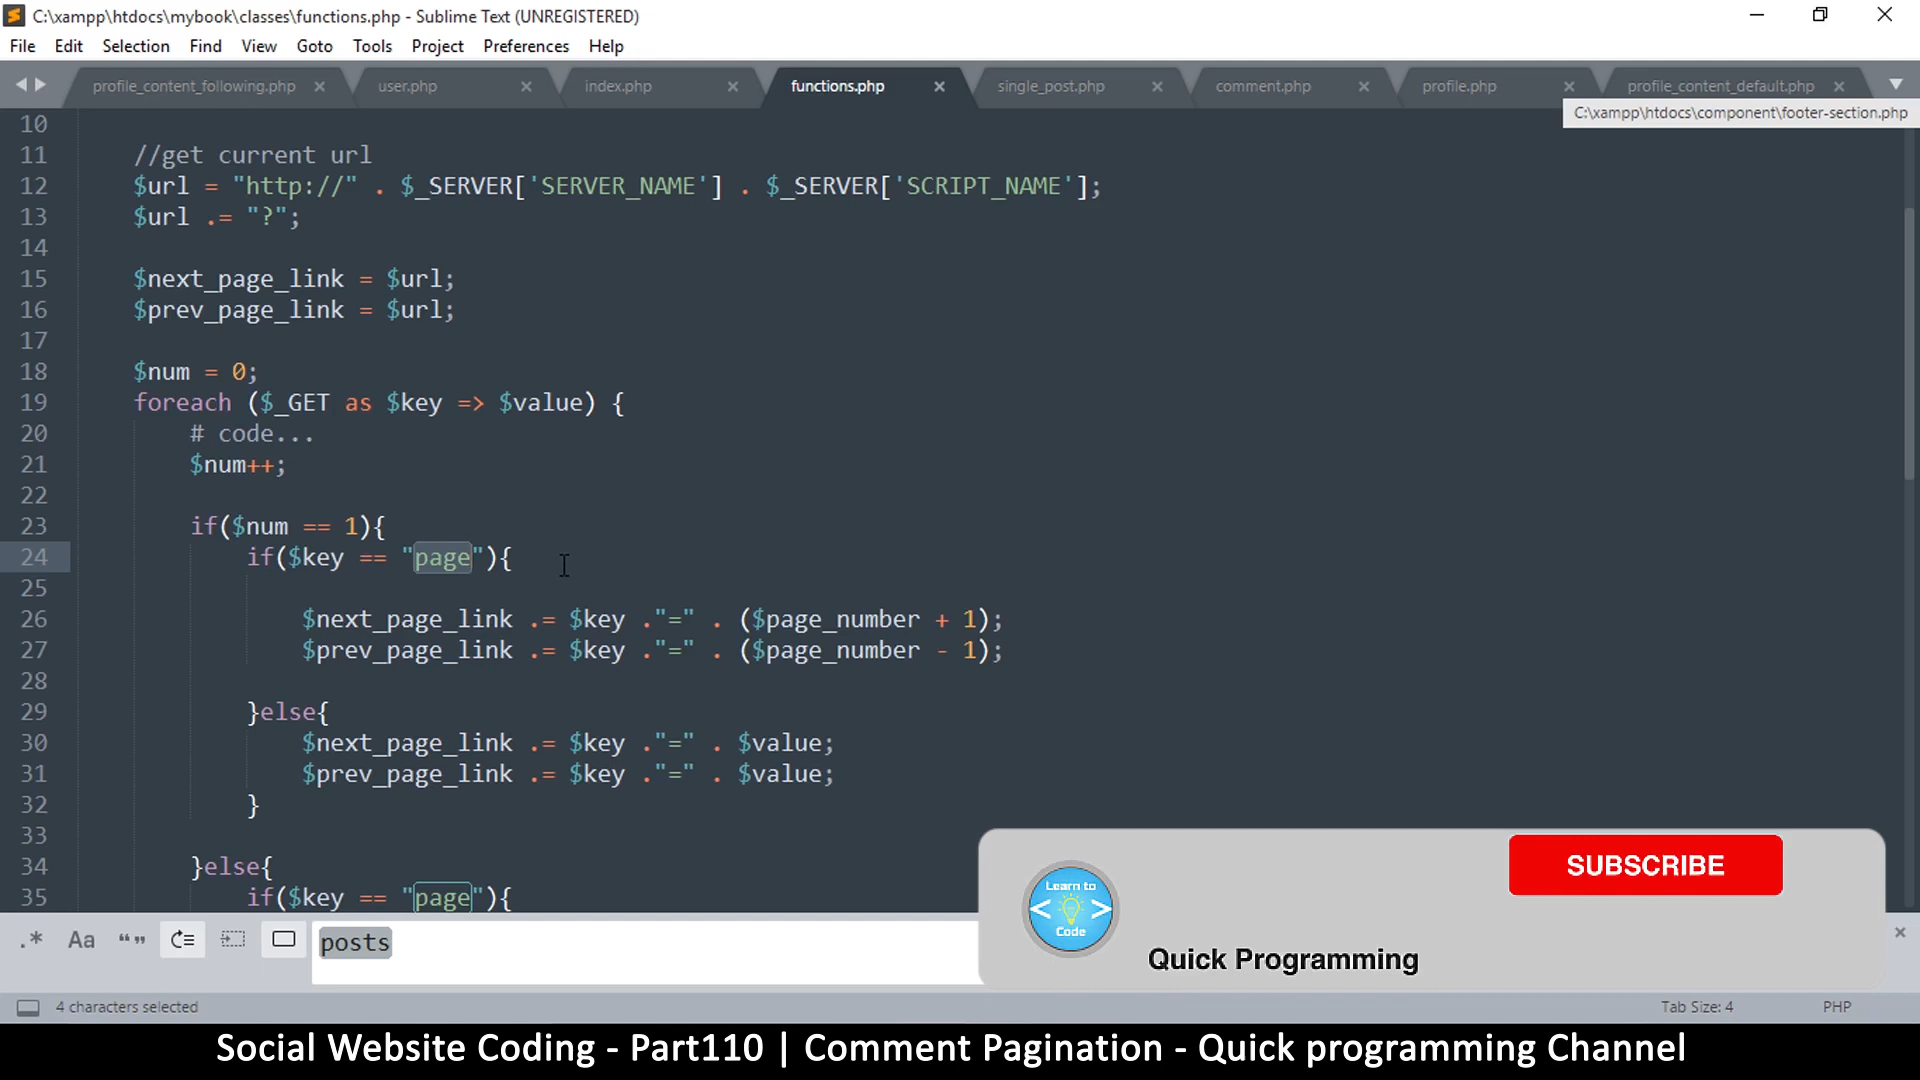 C:\xampp\htdocs\mybook\classes\functions.php - Sublime Text (UNREGISTERED)
File Edit Selection Find View Goto Tools Project Preferences Help
profile_content_following.php user.php index.php functions.php single_post.php comment.php profile.php profile_content_default.php
C:\xampp\htdocs\component\footer-section.php
10
11 //get current url
12 $url = "http://" . $_SERVER['SERVER_NAME'] . $_SERVER['SCRIPT_NAME'];
13 $url .= "?";
14
15 $next_page_link = $url;
16 $prev_page_link = $url;
17
18 $num = 0;
19 foreach ($_GET as $key => $value) {
20 # code...
21 $num++;
22
23 if($num == 1){
24 if($key == "page"){
25
26 $next_page_link .= $key ."=" . ($page_number + 1);
27 $prev_page_link .= $key ."=" . ($page_number - 1);
28
29 }else{
30 $next_page_link .= $key ."=" . $value;
31 $prev_page_link .= $key ."=" . $value;
32 }
33
34 }else{
35 if($key == "page"){
.* Aa “ ” posts
Learn to
< >
Code
SUBSCRIBE
Quick Programming
4 characters selected Tab Size: 4 PHP
Social Website Coding - Part110 | Comment Pagination - Quick programming Channel